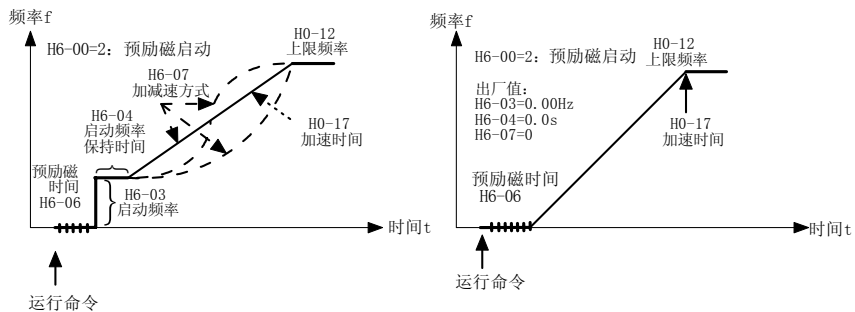 频率f
H6-00=2：预励磁启动
H0-12
上限频率
H6-07
加减速方式
H6-04
启动频率
保持时间
H0-17
加速时间
预励磁
时间
H6-06
H6-03
启动频率
时间t
运行命令
频率f
H6-00=2：预励磁启动
H0-12
上限频率
出厂值：
H6-03=0.00Hz
H6-04=0.0s
H6-07=0
H0-17
加速时间
预励磁时间
H6-06
时间t
运行命令